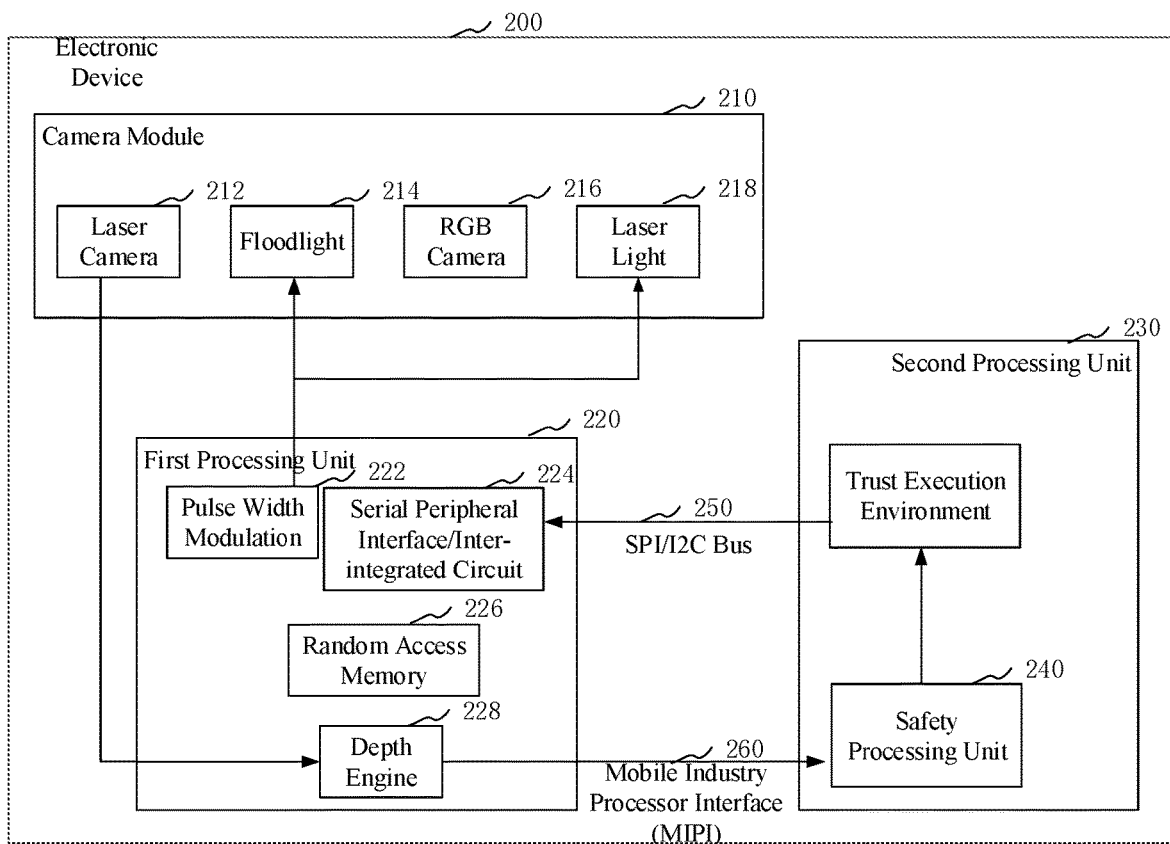 200
Electronic
Device
210
Camera Module
212
214
216
218
Laser
Camera
Floodlight
RGB
Camera
Laser
Light
230
Second Processing Unit
220
First Processing Unit
222
224
Pulse Width
Modulation
Serial Peripheral
Interface/Inter-
integrated Circuit
250
SPI/I2C Bus
Trust Execution
Environment
226
Random Access
Memory
240
Safety
Processing Unit
228
Depth
Engine
260
Mobile Industry
Processor Interface
(MIPI)